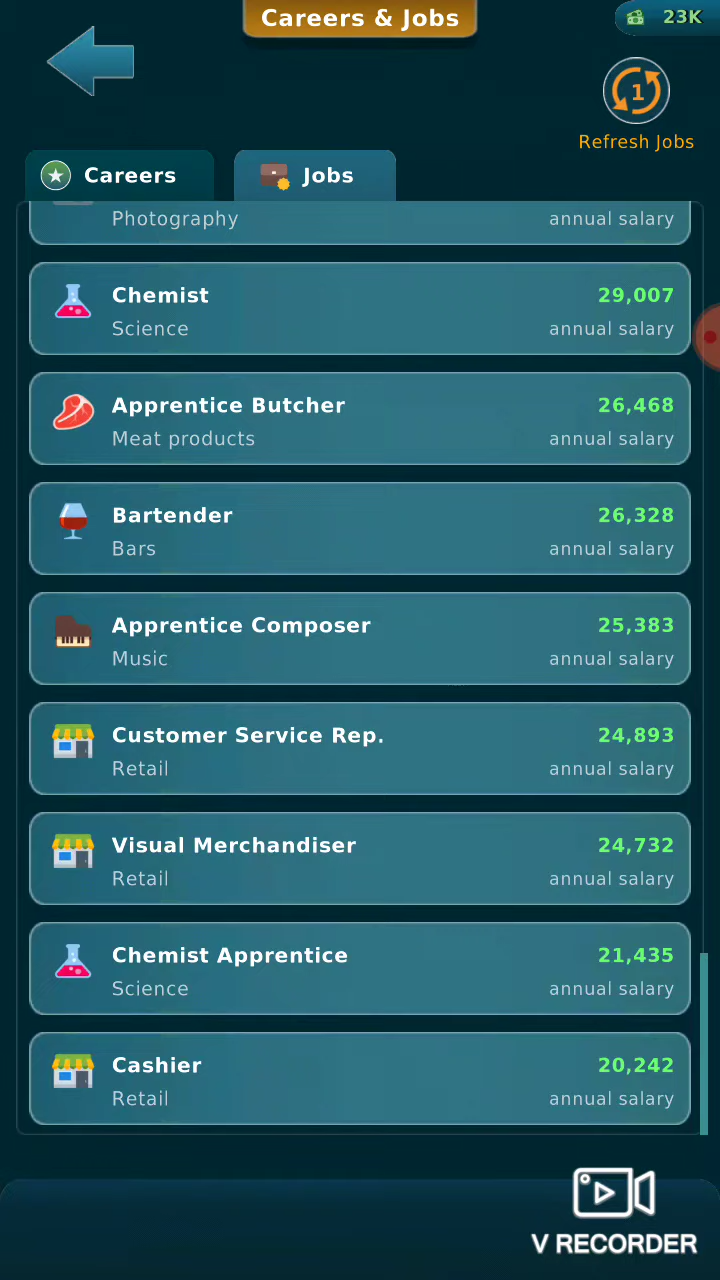 Careers & Jobs
23K
1
Refresh Jobs
Careers
Jobs
Photography annual salary
Chemist 29,007
Science annual salary
Apprentice Butcher 26,468
Meat products annual salary
Bartender 26,328
Bars annual salary
Apprentice Composer 25,383
Music annual salary
Customer Service Rep. 24,893
Retail annual salary
Visual Merchandiser 24,732
Retail annual salary
Chemist Apprentice 21,435
Science annual salary
Cashier 20,242
Retail annual salary
V RECORDER